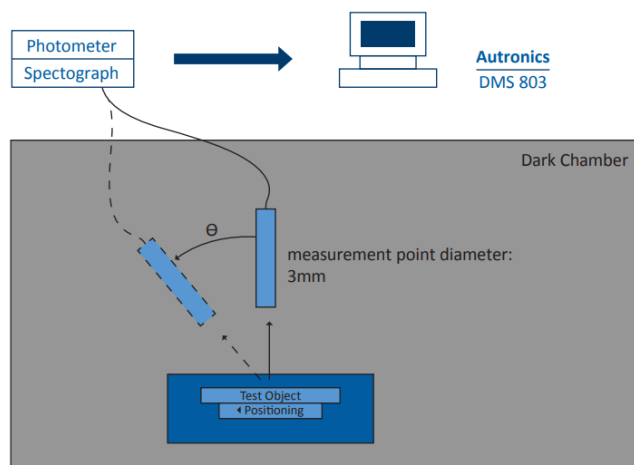 Photometer
Spectograph
Autronics
DMS 803
Dark Chamber
Ɵ
measurement point diameter:
3mm
Test Object
Positioning